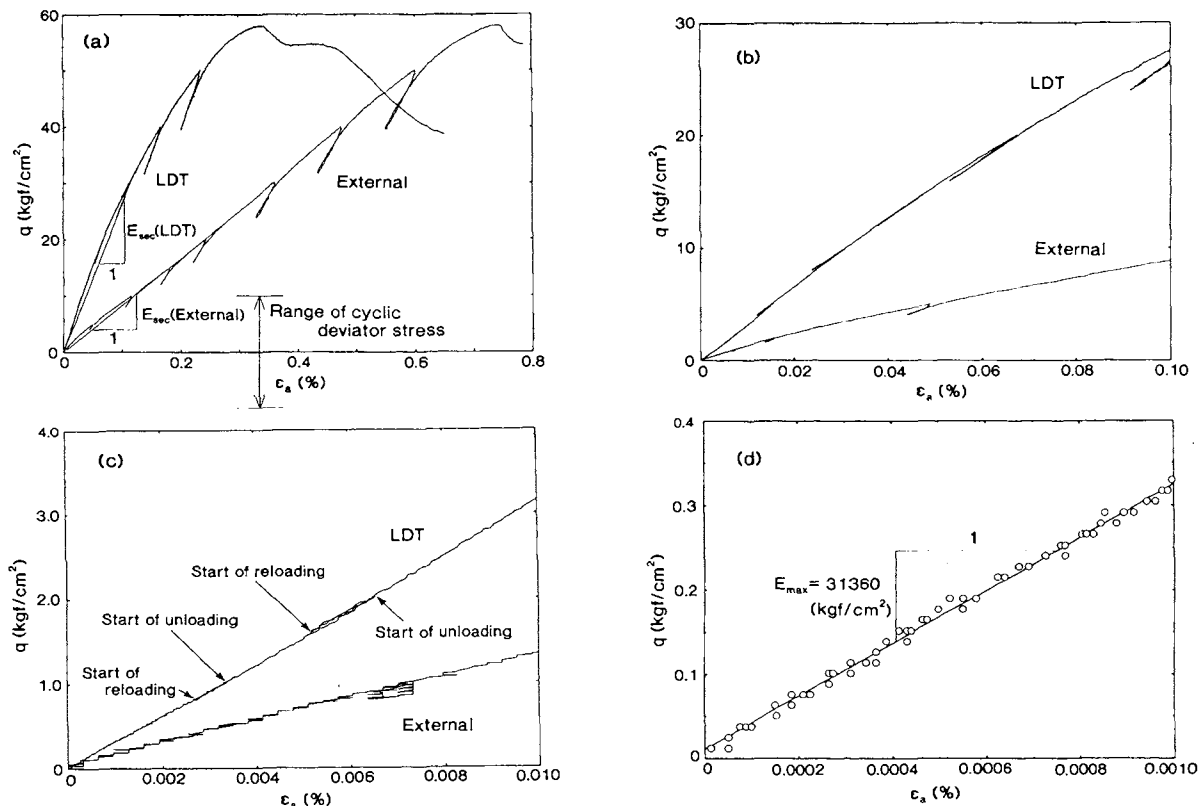 (a)
60
40
20
0
q (kgf/cm²)
LDT
External
E_sec(LDT)
1
E_sec(External)
1
Range of cyclic
deviator stress
0
0.2
0.4
0.6
0.8
ε_a (%)
(b)
30
20
10
0
q (kgf/cm²)
LDT
External
0
0.02
0.04
0.06
0.08
0.10
ε_a (%)
(c)
4.0
3.0
2.0
1.0
0
q (kgf/cm²)
LDT
Start of reloading
Start of unloading
Start of unloading
Start of
reloading
External
0
0.002
0.004
0.006
0.008
0.010
ε_a (%)
(d)
0.4
0.3
0.2
0.1
0
q (kgf/cm²)
1
E_max = 31360
(kgf/cm²)
0
0.0002
0.0004
0.0006
0.0008
0.0010
ε_a (%)